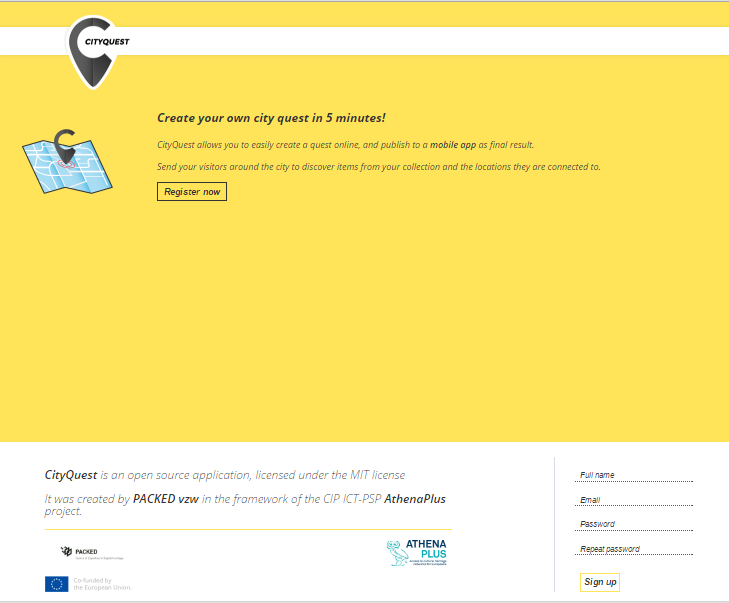 CITYQUEST
Create your own city quest in 5 minutes!
CityQuest allows you to easily create a quest online, and publish to a mobile app as final result.
Send your visitors around the city to discover items from your collection and the locations they are connected to.
Register now
CityQuest is an open source application, licensed under the MIT license
It was created by PACKED vzw in the framework of the CIP ICT-PSP AthenaPlus
project.
PACKED
ATHENA
PLUS
Co-funded by
the European Union.
Full name
Email
Password
Repeat password
Sign up